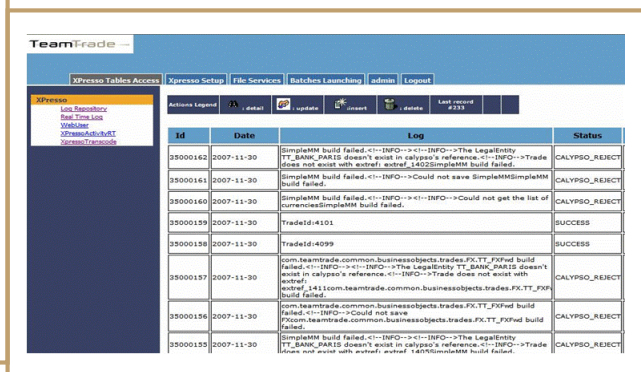 TeamTrade
XPresso Tables Access Xpresso Setup File Services Batches Launching admin Logout
XPresso
Log Repository
Real Time Log
WebUser
XPressoActivityRT
XpressoTranscode
Actions Legend : detail : update :insert : delete Last record
#233
Id Date Log Status
35000162 2007-11-30 SimpleMM build failed.<!--INFO--><!--INFO-->The LegalEntity
TT_BANK_PARIS doesn't exist in calypso's reference.<!--INFO-->Trade
does not exist with extref: extref_1402SimpleMM build failed. CALYPSO_REJECT
35000161 2007-11-30 SimpleMM build failed.<!--INFO-->Could not save SimpleMMSimpleMM
build failed. CALYPSO_REJECT
35000160 2007-11-30 SimpleMM build failed.<!--INFO--><!--INFO-->Could not get the list of
currenciesSimpleMM build failed. CALYPSO_REJECT
35000159 2007-11-30 TradeId:4101 SUCCESS
35000158 2007-11-30 TradeId:4099 SUCCESS
com.teamtrade.common.businessobjects.trades.FX.TT_FXFwd build
failed.<!--INFO--><!--INFO-->The LegalEntity TT_BANK_PARIS doesn't
35000157 2007-11-30 exist in calypso's reference.<!--INFO-->Trade does not exist with CALYPSO_REJECT
extref:
extref_1411com.teamtrade.common.businessobjects.trades.FX.TT_FXF
build failed.
com.teamtrade.common.businessobjects.trades.FX.TT_FXFwd build
35000156 2007-11-30 failed.<!--INFO-->Could not save CALYPSO_REJECT
FXcom.teamtrade.common.businessobjects.trades.FX.TT_FXFwd build
failed.
SimpleMM build failed.<!--INFO--><!--INFO-->The LegalEntity
35000155 2007-11-30 TT_BANK_PARIS doesn't exist in calypso's reference.<!--INFO-->Trade CALYPSO_REJECT
does not exist with extref: extref_1405SimpleMM build failed.